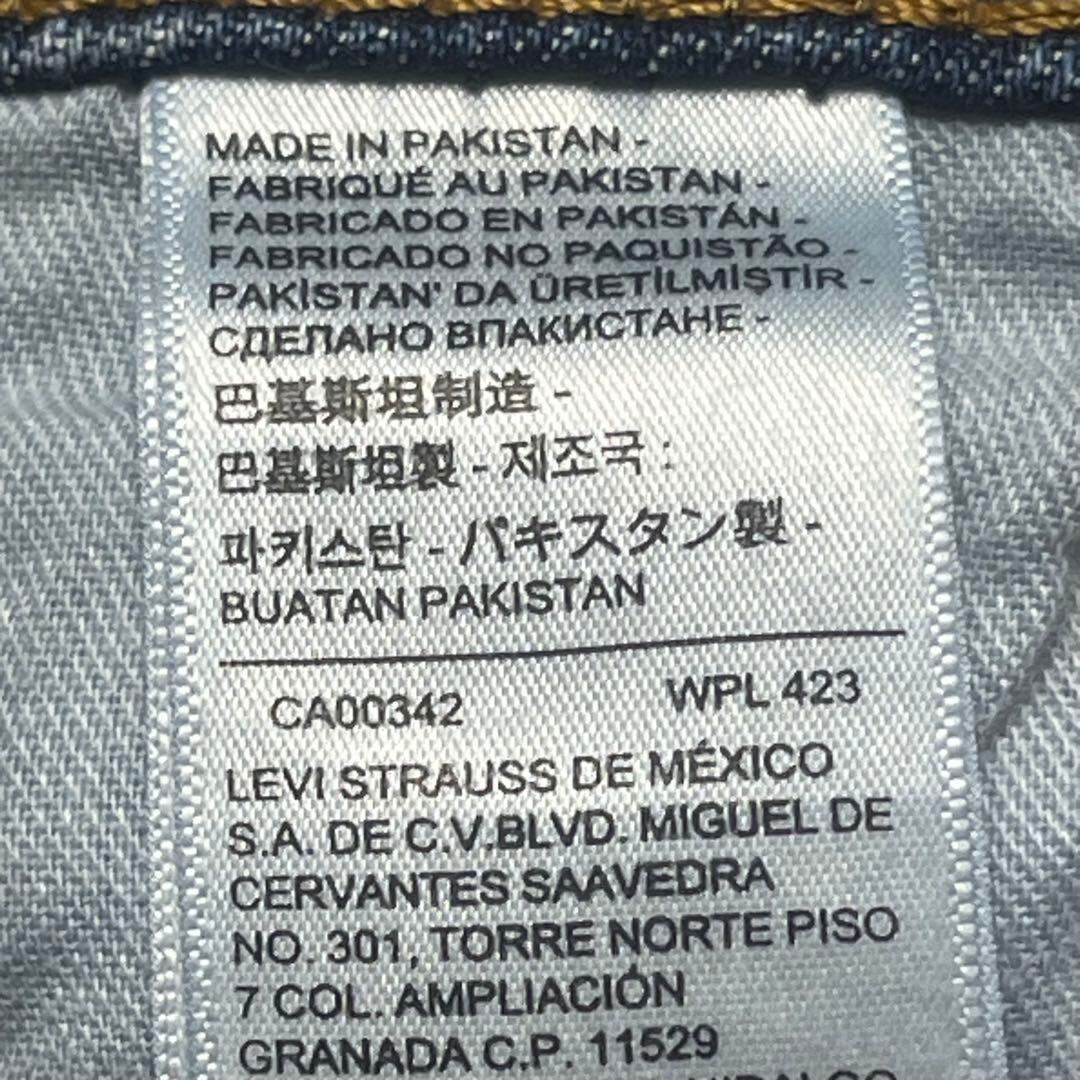 MADE IN PAKISTAN -
FABRIQUÉ AU PAKISTAN -
FABRICADO EN PAKISTÁN -
FABRICADO NO PAQUISTÃO -
PAKİSTAN' DA ÜRETİLMİŞTİR -
СДЕЛАНО ВПАКИСТАНЕ -
巴基斯坦制造 -
巴基斯坦製 - 제조국 :
파키스탄 - パキスタン製 -
BUATAN PAKISTAN
CA00342 WPL 423
LEVI STRAUSS DE MÉXICO
S.A. DE C.V.BLVD. MIGUEL DE
CERVANTES SAAVEDRA
NO. 301, TORRE NORTE PISO
7 COL. AMPLIACIÓN
GRANADA C.P. 11529
HIDALGO